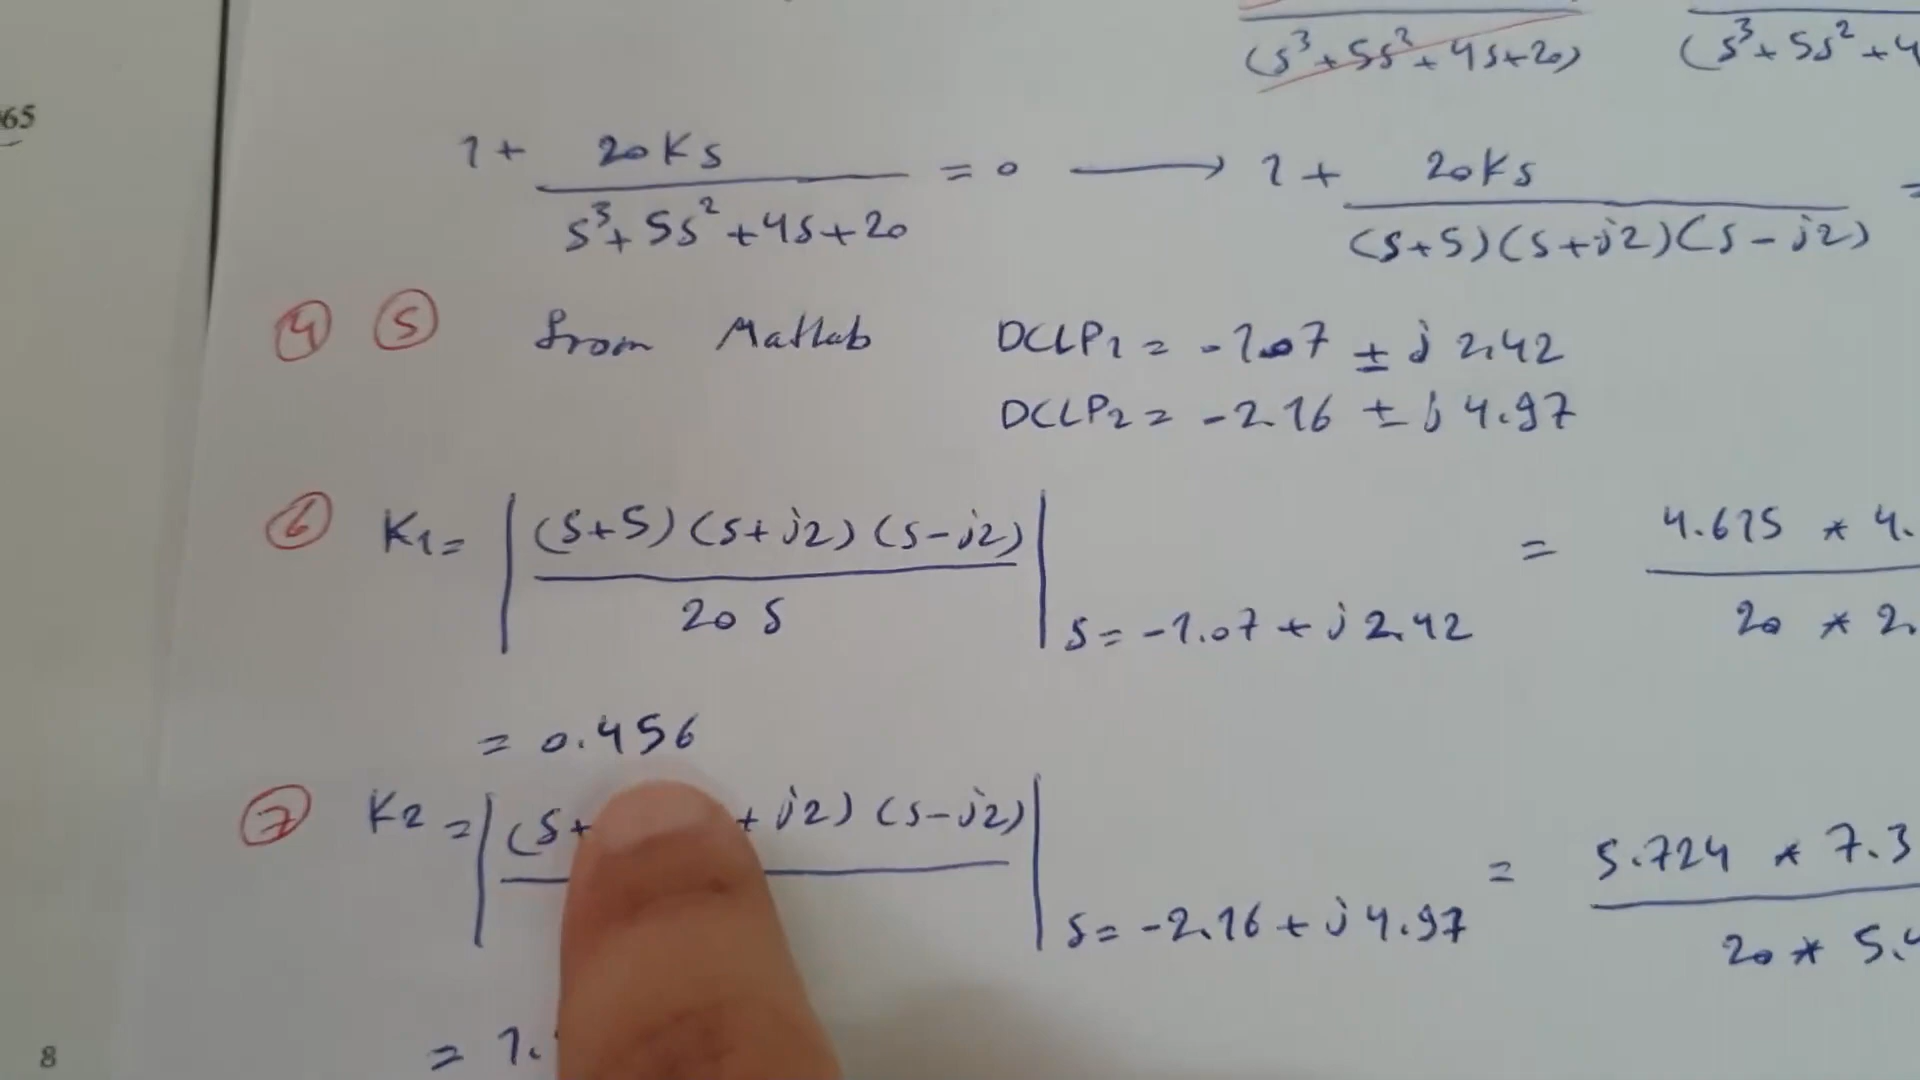 (s³+5s²+4s+20) (s³+5s²+4
65
1+ 20Ks / s³+5s²+4s+20 = 0 → 1+ 20Ks / (s+5)(s+j2)(s-j2) =
④ ⑤ from Matlab DCLP1 = -1.07 ± j 2.42
DCLP2 = -2.16 ± j 4.97
⑥ K1 = | (s+5)(s+j2)(s-j2) / 20 s | s = -1.07 + j 2.42 = 4.675 * 4. / 20 * 2.
= 0.456
⑦ K2 = | (s+ + j2)(s-j2) | s = -2.16 + j 4.97 = 5.724 * 7.3 / 20 * 5.4
= 1.
8